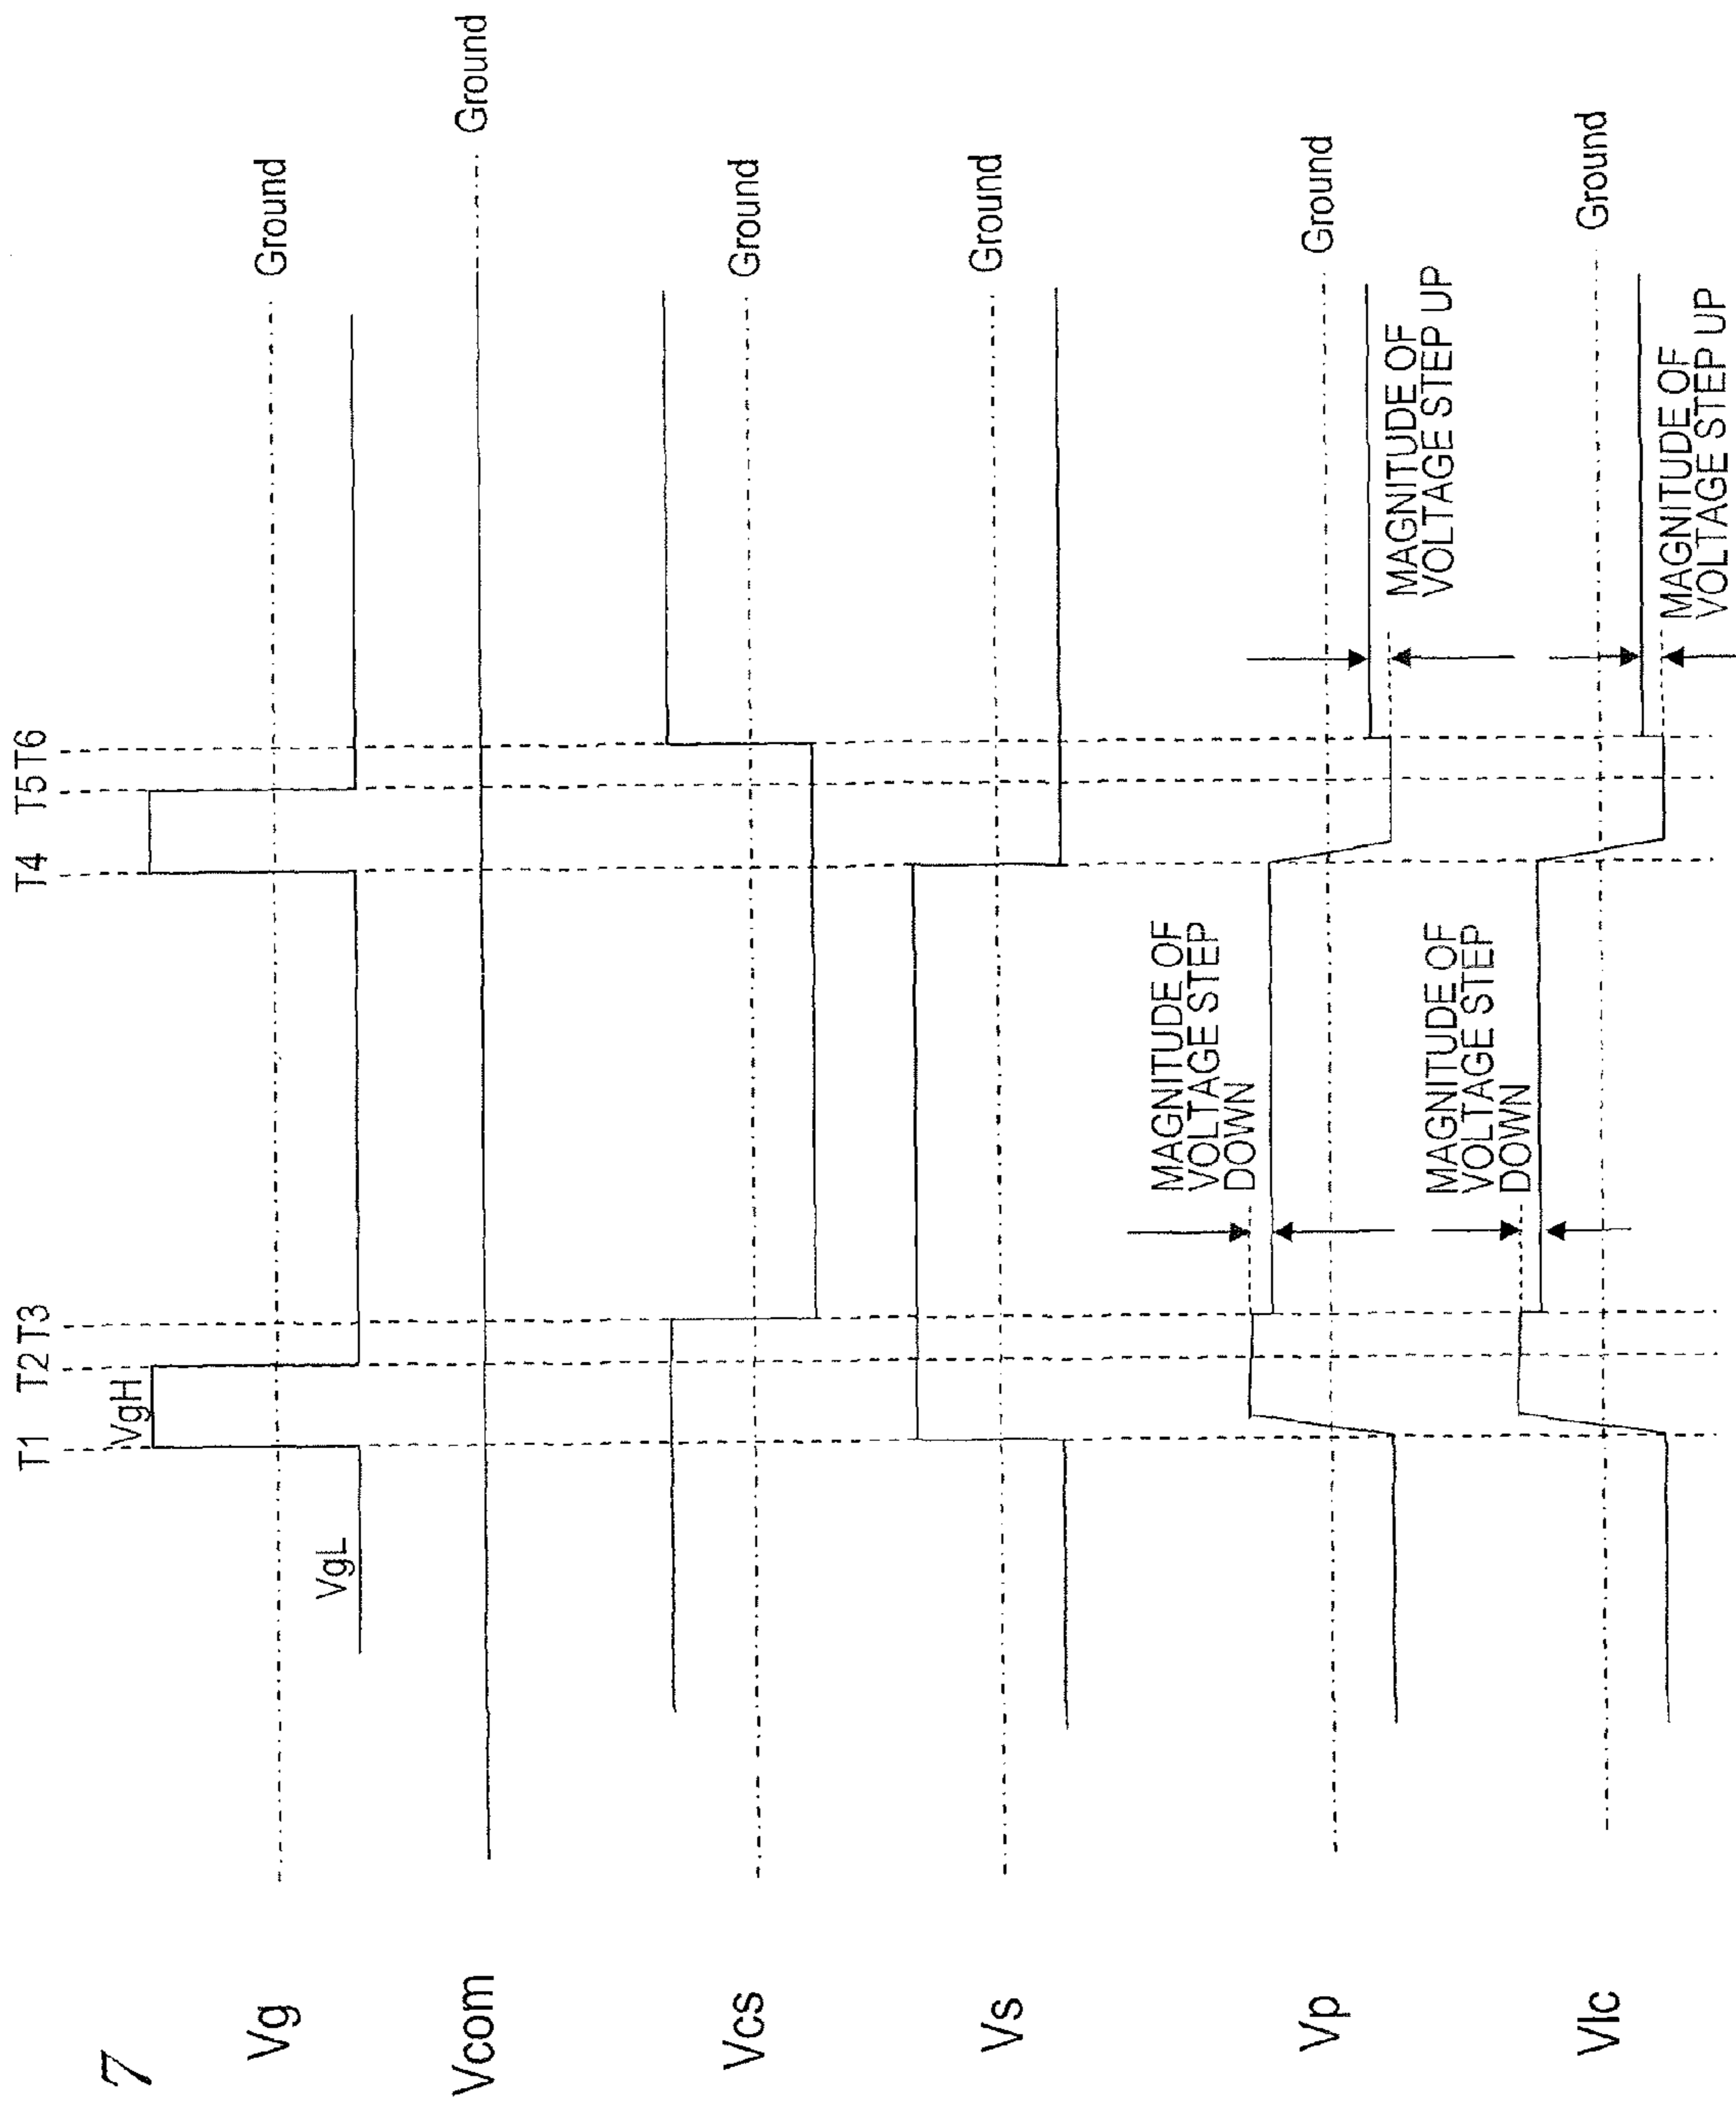 7
T1
T2
T3
T4
T5
T6
Vg
VgL
VgH
Ground
Vcom
Ground
Vcs
Ground
Vs
Ground
Vp
MAGNITUDE OF
VOLTAGE STEP
DOWN
MAGNITUDE OF
VOLTAGE STEP UP
Ground
Vlc
MAGNITUDE OF
VOLTAGE STEP
DOWN
MAGNITUDE OF
VOLTAGE STEP UP
Ground